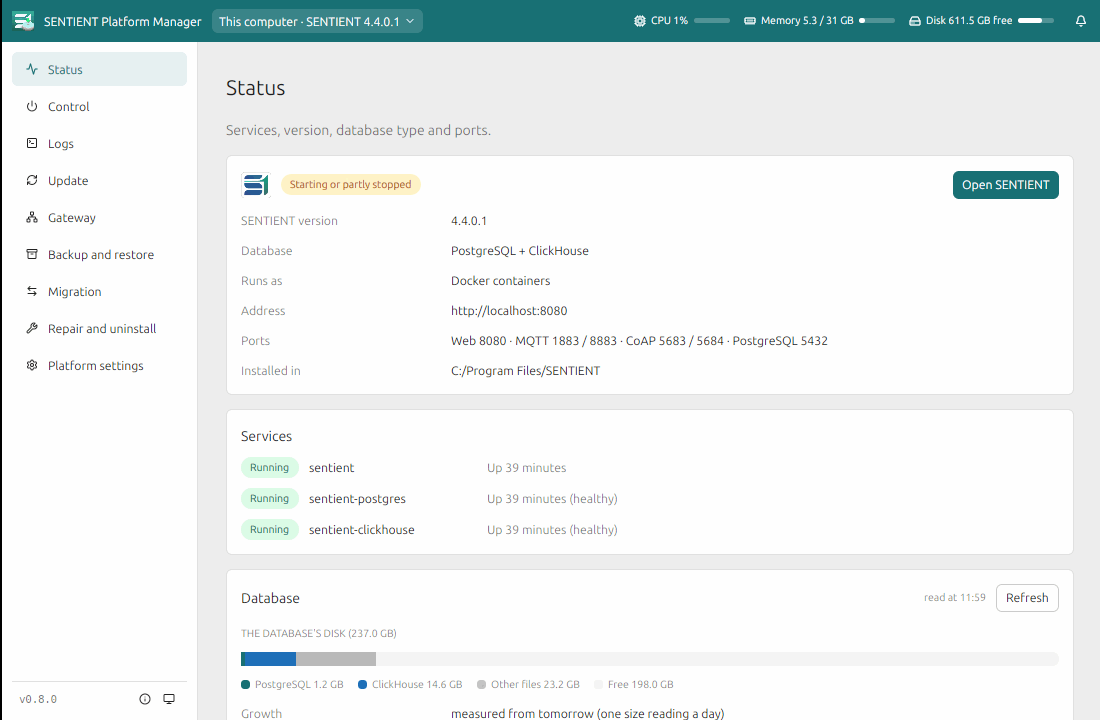 SENTIENT Platform Manager
This computer · SENTIENT 4.4.0.1
CPU 1%
Memory 5.3 / 31 GB
Disk 611.5 GB free
Status
Control
Logs
Update
Gateway
Backup and restore
Migration
Repair and uninstall
Platform settings
v0.8.0
Status
Services, version, database type and ports.
Starting or partly stopped
Open SENTIENT
SENTIENT version 4.4.0.1
Database PostgreSQL + ClickHouse
Runs as Docker containers
Address http://localhost:8080
Ports Web 8080 · MQTT 1883 / 8883 · CoAP 5683 / 5684 · PostgreSQL 5432
Installed in C:/Program Files/SENTIENT
Services
Running sentient Up 39 minutes
Running sentient-postgres Up 39 minutes (healthy)
Running sentient-clickhouse Up 39 minutes (healthy)
Database read at 11:59 Refresh
THE DATABASE'S DISK (237.0 GB)
PostgreSQL 1.2 GB ClickHouse 14.6 GB Other files 23.2 GB Free 198.0 GB
Growth measured from tomorrow (one size reading a day)